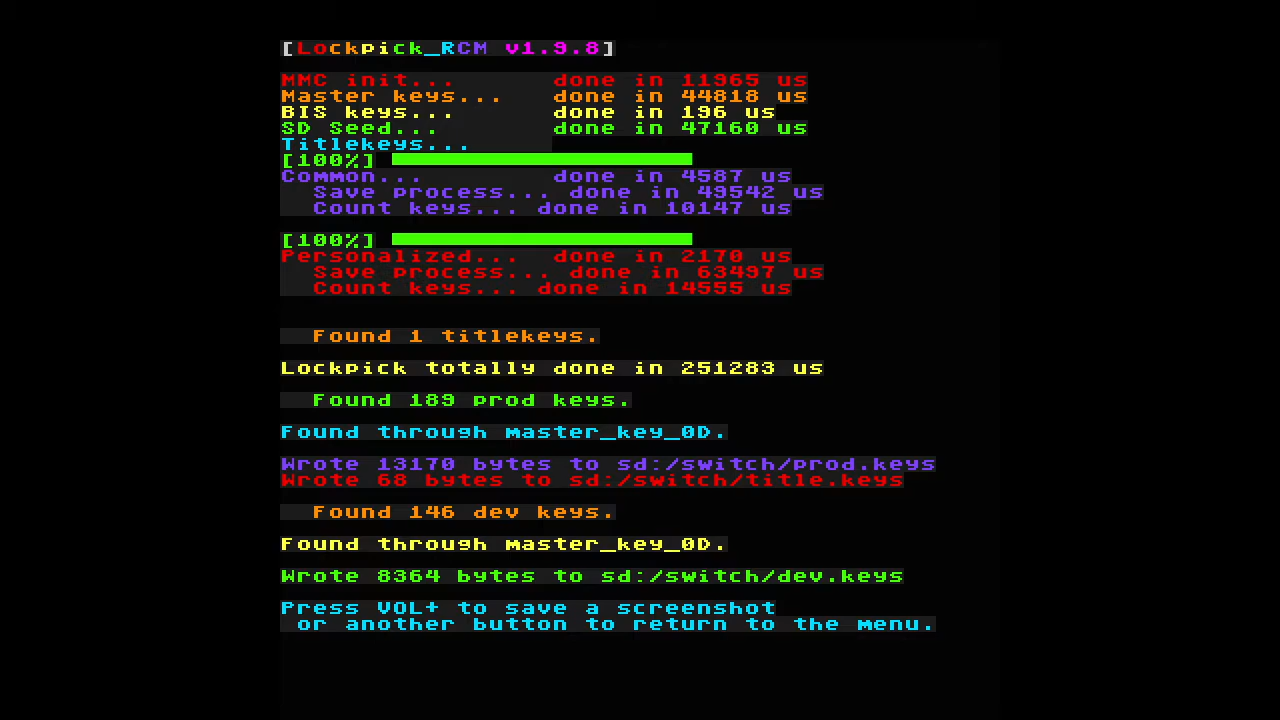 [Lockpick_RCM v1.9.8]
MMC init... done in 11965 us
Master keys... done in 44818 us
BIS keys... done in 196 us
SD Seed... done in 47160 us
Titlekeys...
[100%]
Common... done in 4587 us
Save process... done in 49542 us
Count keys... done in 10147 us
[100%]
Personalized... done in 2170 us
Save process... done in 63497 us
Count keys... done in 14555 us
Found 1 titlekeys.
Lockpick totally done in 251283 us
Found 189 prod keys.
Found through master_key_0D.
Wrote 13170 bytes to sd:/switch/prod.keys
Wrote 68 bytes to sd:/switch/title.keys
Found 146 dev keys.
Found through master_key_0D.
Wrote 8364 bytes to sd:/switch/dev.keys
Press VOL+ to save a screenshot
or another button to return to the menu.